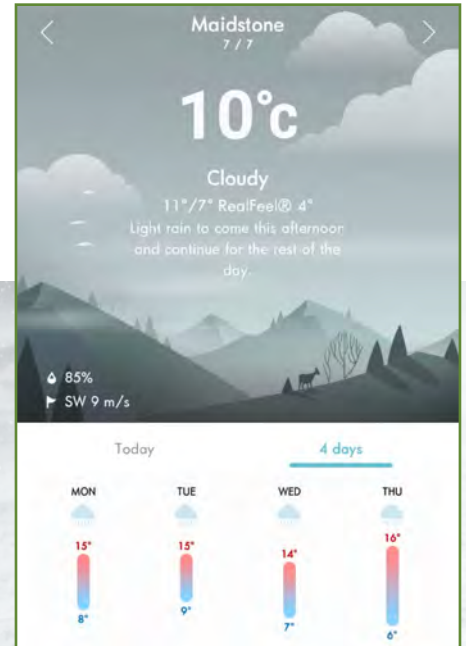 Maidstone
7 / 7
10°c
Cloudy
11°/7° RealFeel® 4°
Light rain to come this afternoon
and continue for the rest of the
day.
85%
SW 9 m/s
Today 4 days
MON TUE WED THU
15° 15° 14° 16°
8° 9° 7° 6°